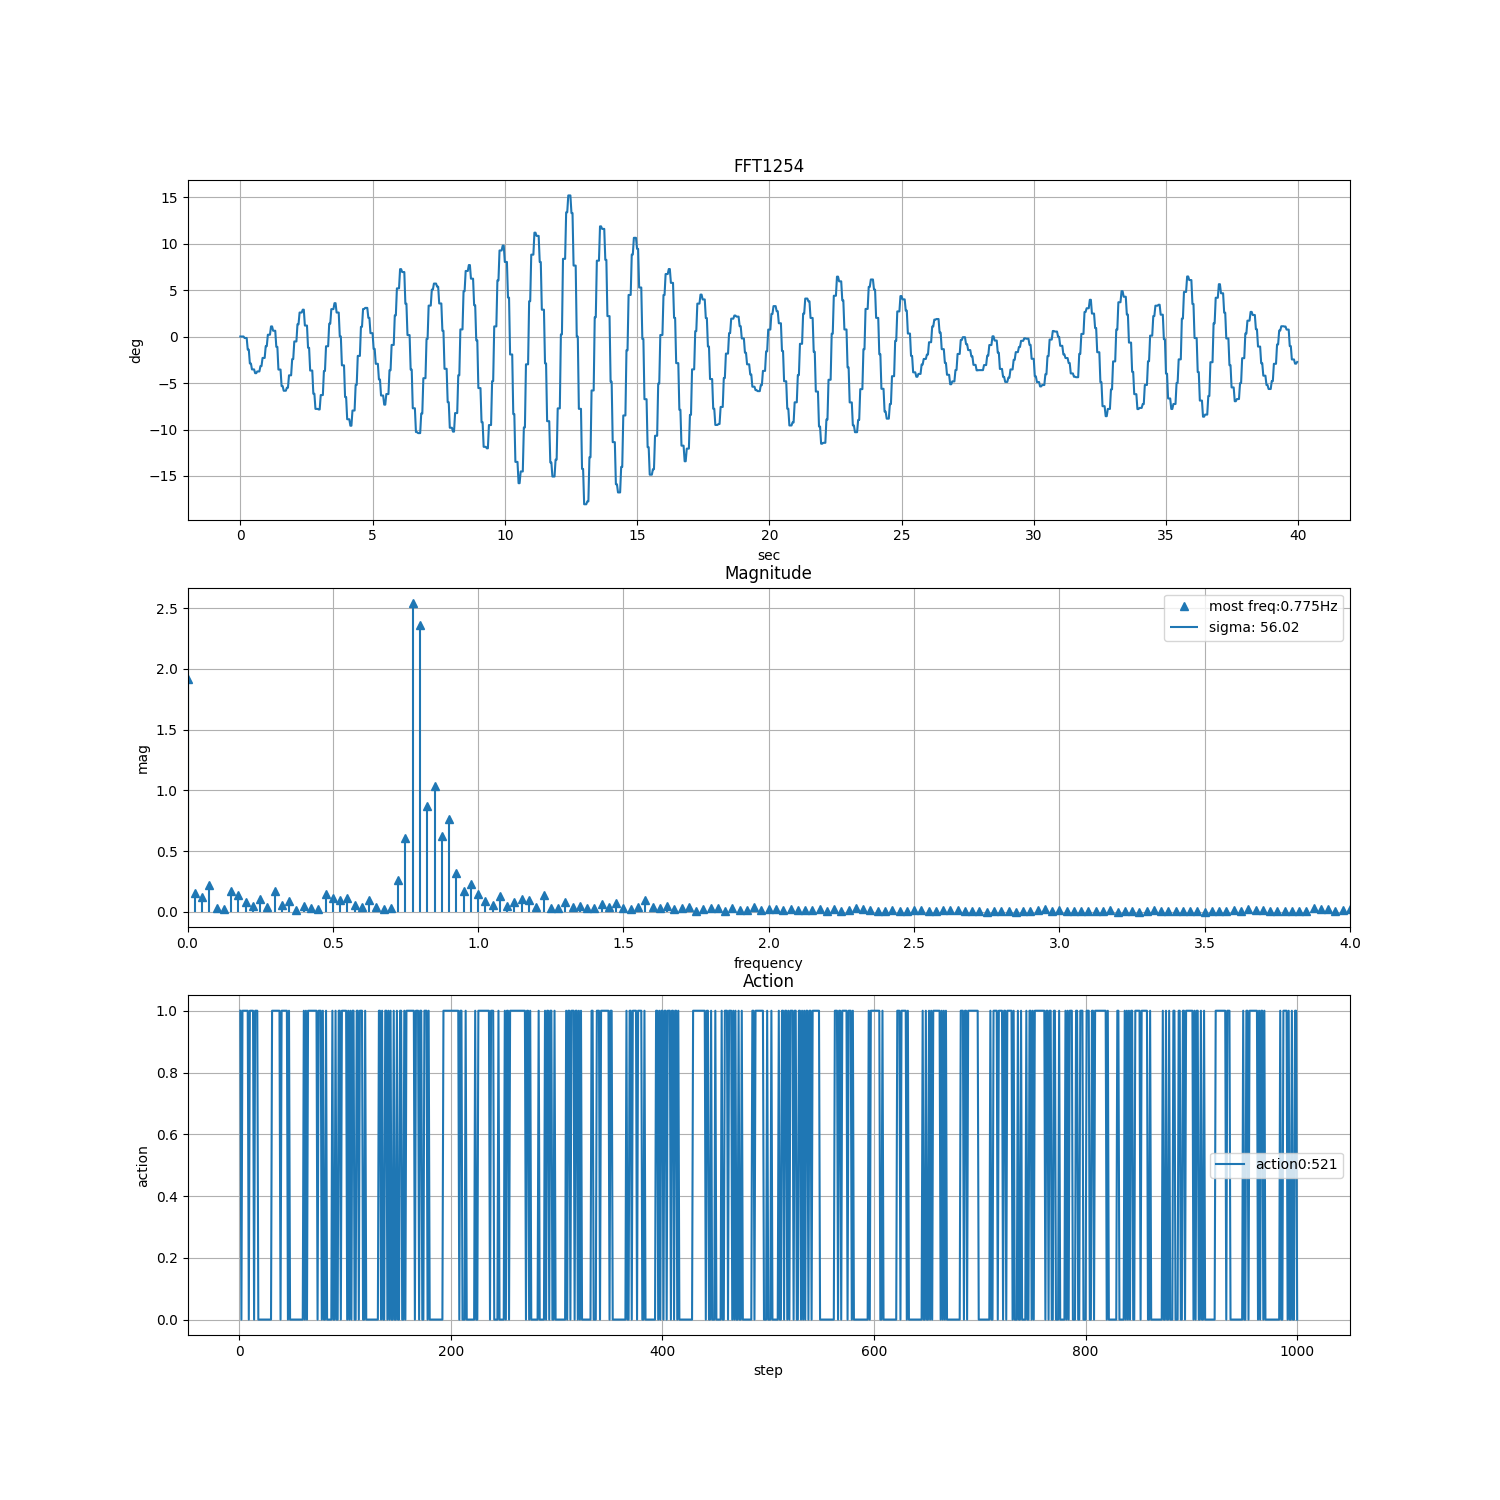 FFT1254
15
10
5
0
−5
−10
−15
deg
0 5 10 15 20 25 30 35 40
sec
Magnitude
most freq:0.775Hz
sigma: 56.02
2.5
2.0
1.5
1.0
0.5
0.0
mag
0.0 0.5 1.0 1.5 2.0 2.5 3.0 3.5 4.0
frequency
Action
1.0
0.8
0.6
0.4
0.2
0.0
action
action0:521
0 200 400 600 800 1000
step